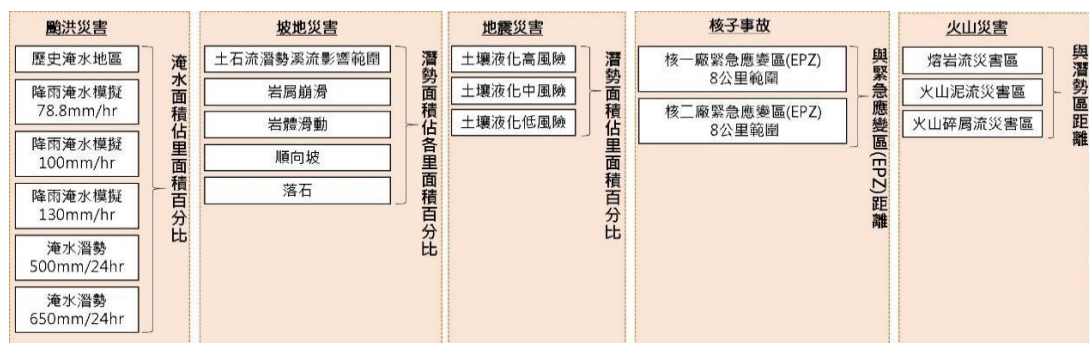 颱洪災害
歷史淹水地區
降雨淹水模擬
78.8mm/hr
降雨淹水模擬
100mm/hr
降雨淹水模擬
130mm/hr
淹水潛勢
500mm/24hr
淹水潛勢
650mm/24hr
淹水面積佔里面積百分比
坡地災害
土石流潛勢溪流影響範圍
岩屑崩滑
岩體滑動
順向坡
落石
潛勢面積佔各里面積百分比
地震災害
土壤液化高風險
土壤液化中風險
土壤液化低風險
潛勢面積佔里面積百分比
核子事故
核一廠緊急應變區(EPZ)
8公里範圍
核二廠緊急應變區(EPZ)
8公里範圍
與緊急應變區(EPZ)距離
火山災害
熔岩流災害區
火山泥流災害區
火山碎屑流災害區
與潛勢區距離